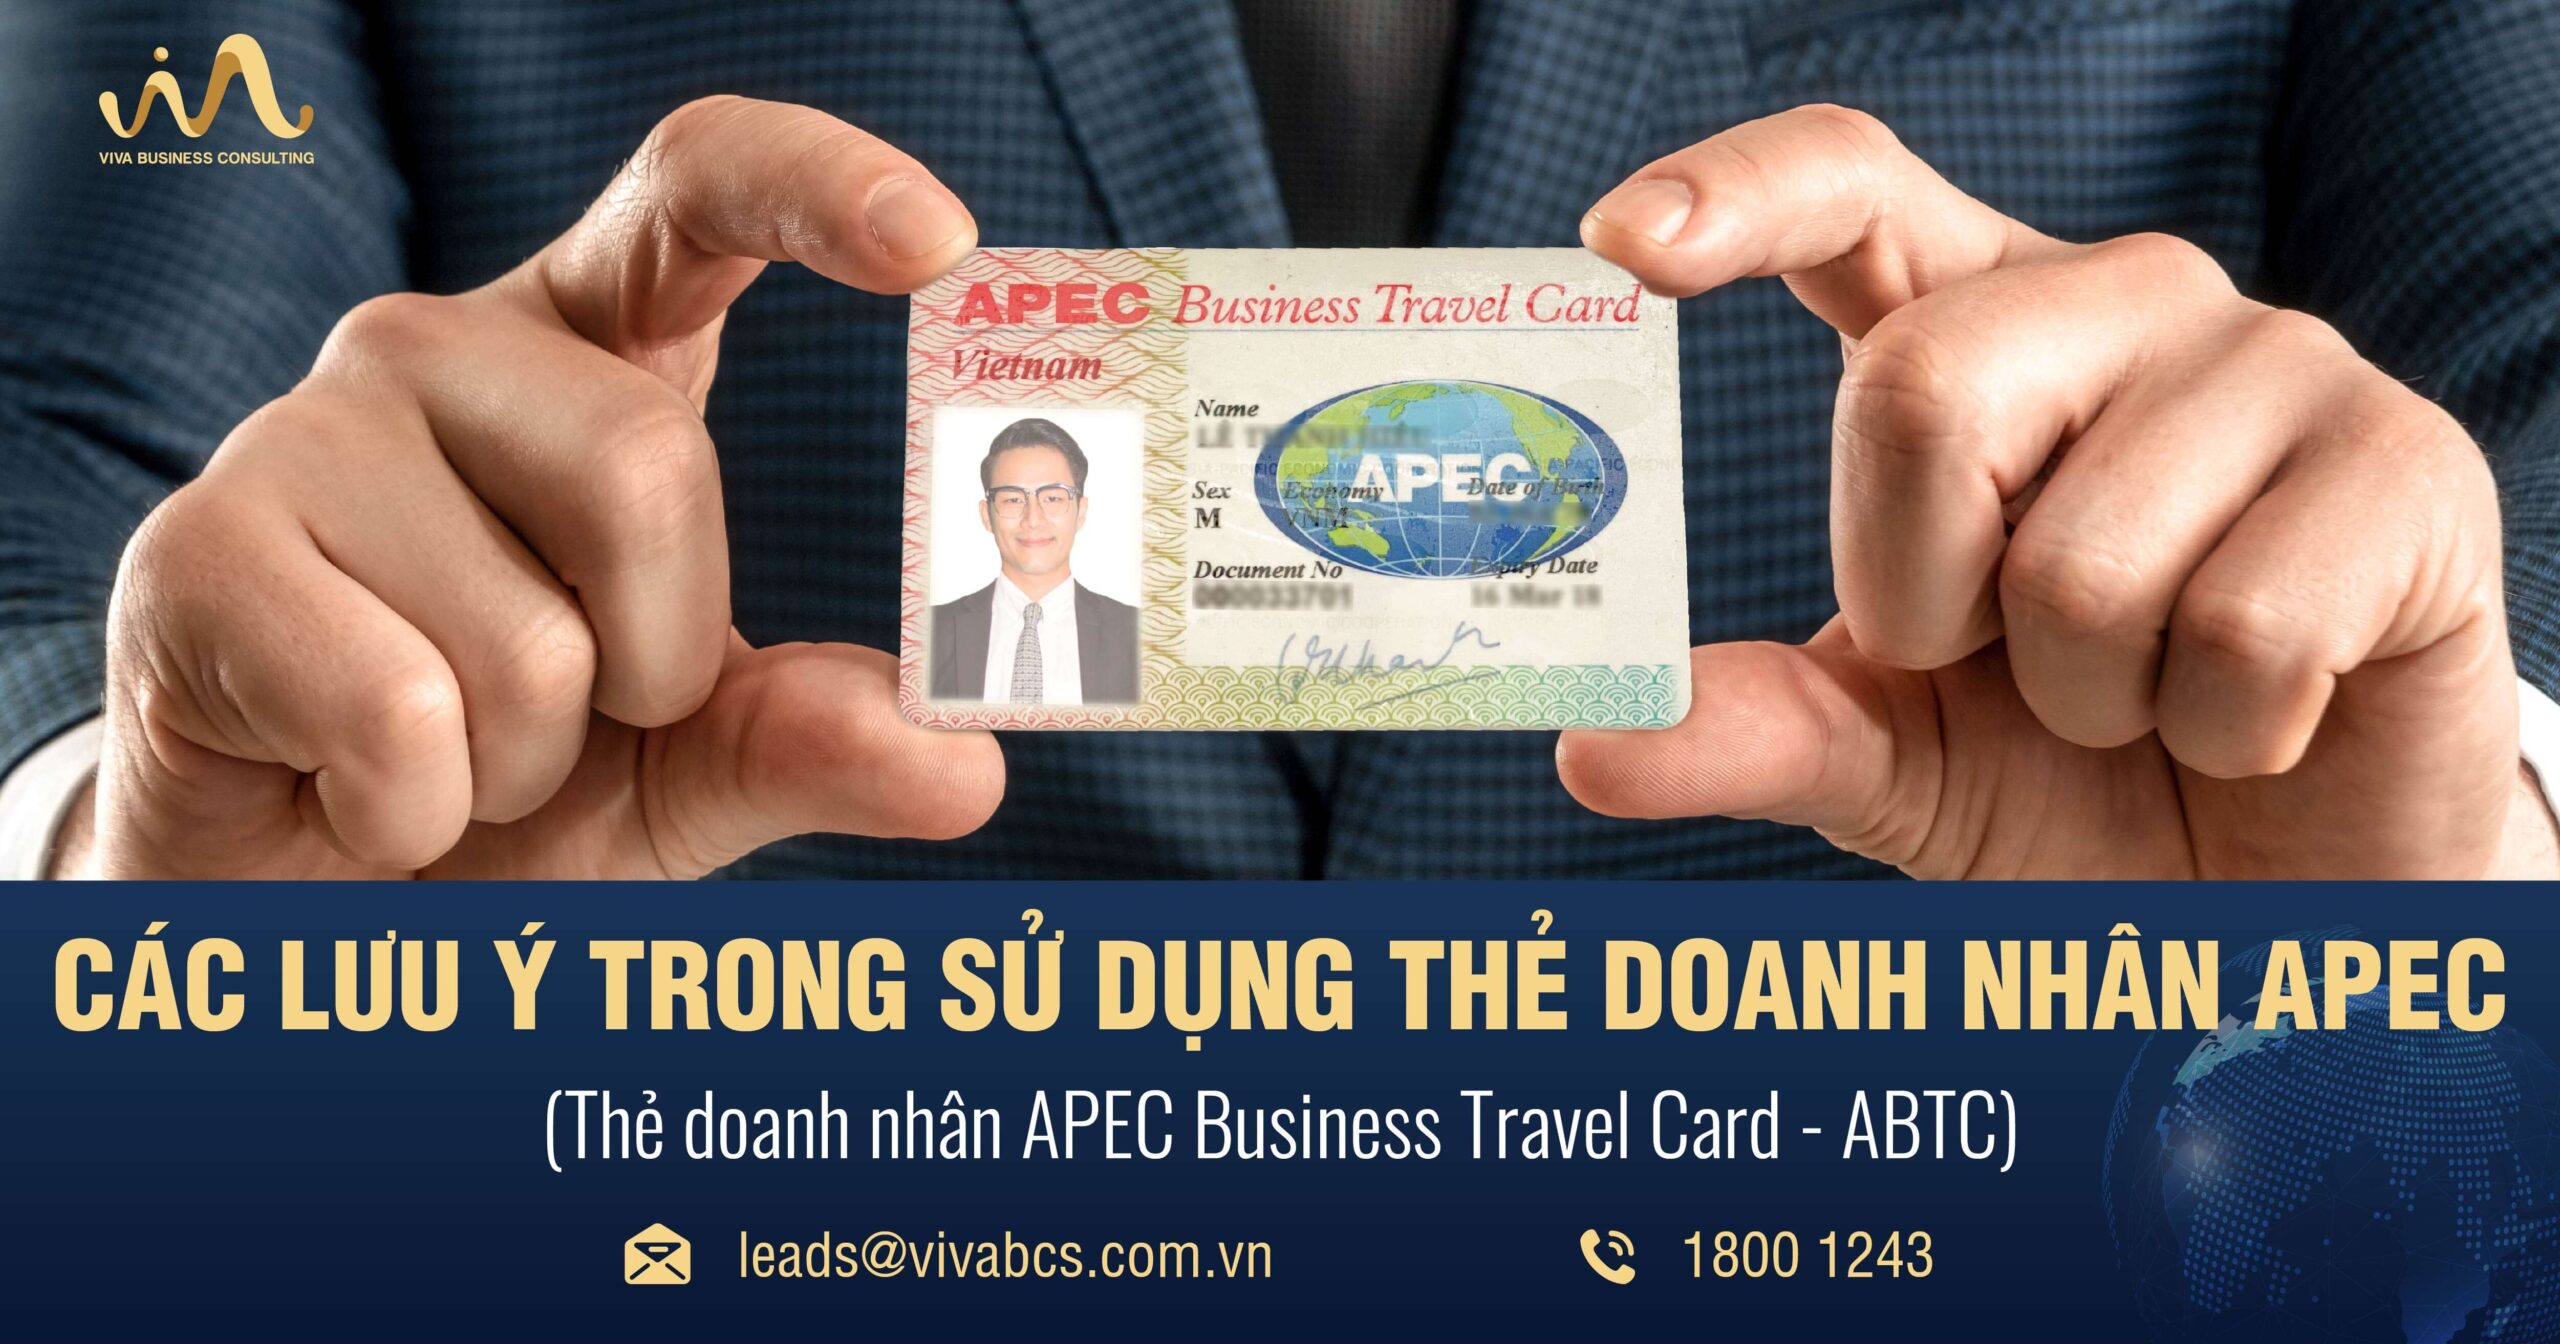 VIVA BUSINESS CONSULTING
APEC Business Travel Card
Vietnam
Name
Sex Economy Date of Birth
M VNM
APEC
Document No Expiry Date
CÁC LƯU Ý TRONG SỬ DỤNG THẺ DOANH NHÂN APEC
(Thẻ doanh nhân APEC Business Travel Card - ABTC)
leads@vivabcs.com.vn 1800 1243